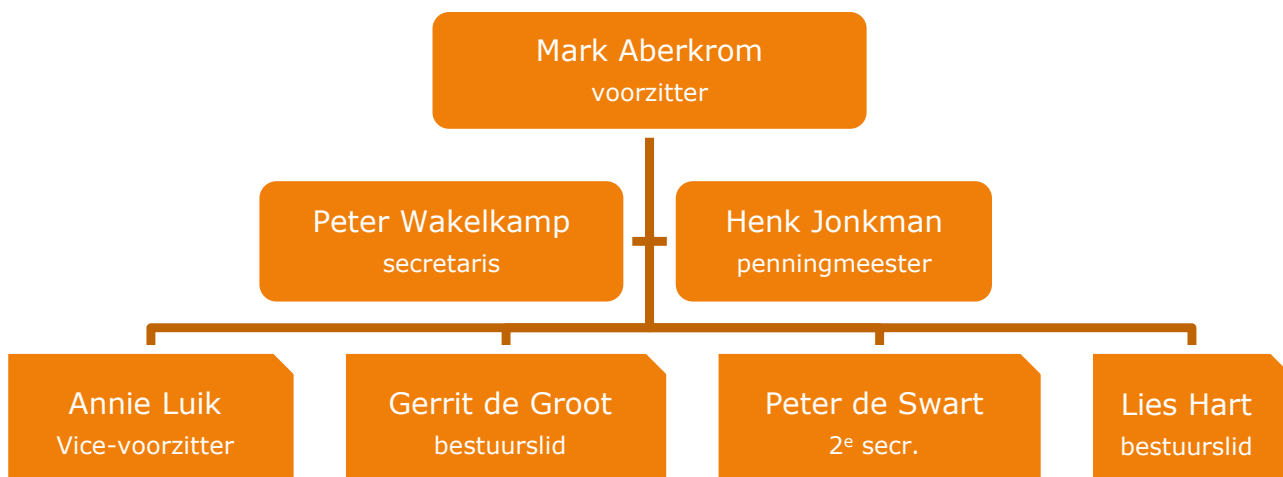 Mark Aberkrom
voorzitter
Peter Wakelkamp
secretaris
Henk Jonkman
penningmeester
Annie Luik
Vice-voorzitter
Gerrit de Groot
bestuurslid
Peter de Swart
2e secr.
Lies Hart
bestuurslid